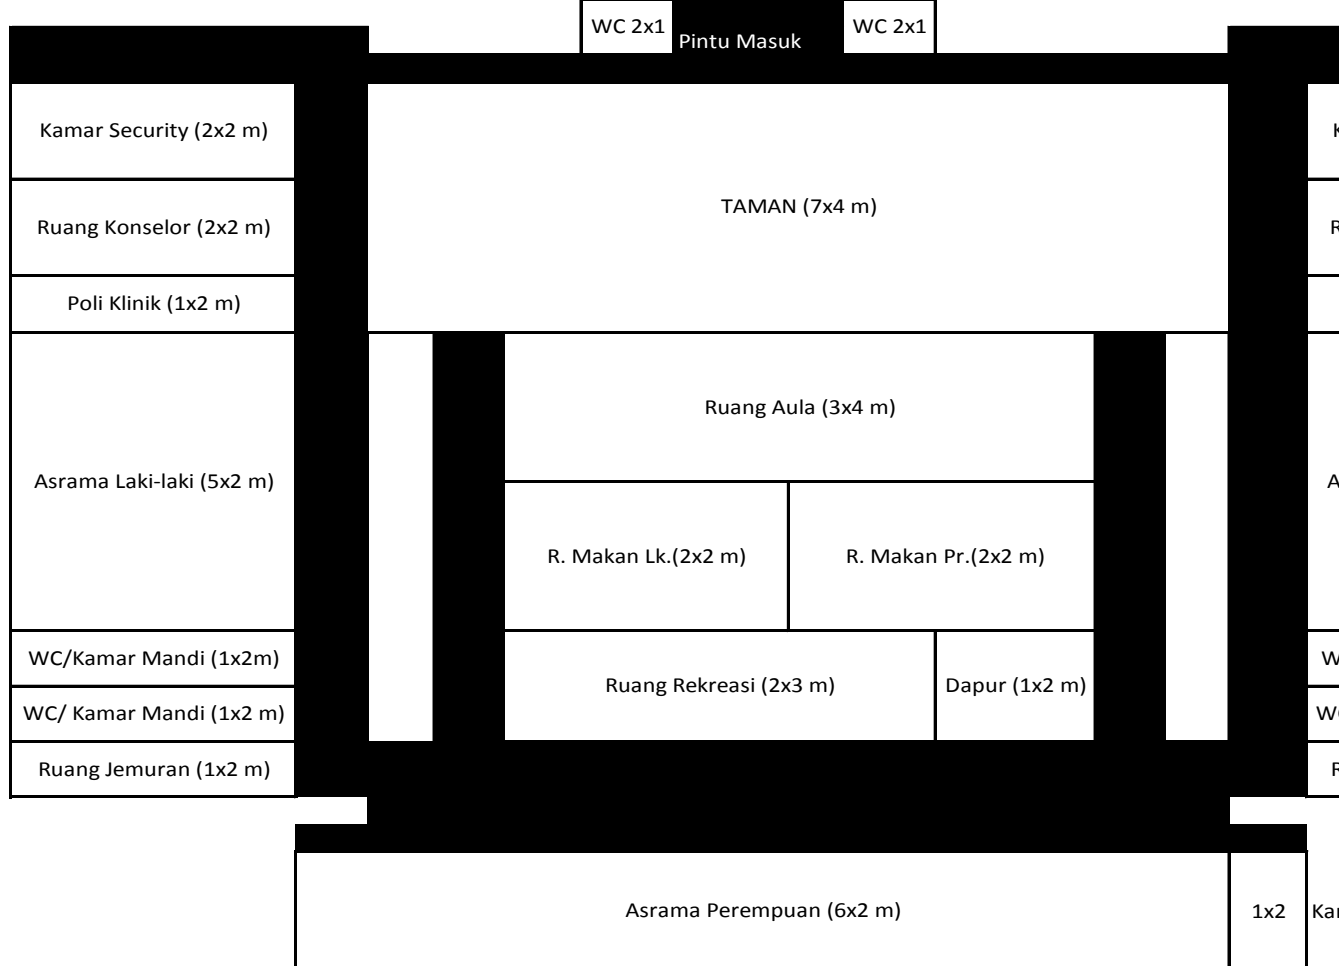 WC 2x1
Pintu Masuk
WC 2x1
Kamar Security (2x2 m)
TAMAN (7x4 m)
Ruang Konselor (2x2 m)
Poli Klinik (1x2 m)
Ruang Aula (3x4 m)
Asrama Laki-laki (5x2 m)
R. Makan Lk.(2x2 m)
R. Makan Pr.(2x2 m)
WC/Kamar Mandi (1x2m)
Ruang Rekreasi (2x3 m)
Dapur (1x2 m)
WC/ Kamar Mandi (1x2 m)
Ruang Jemuran (1x2 m)
Asrama Perempuan (6x2 m)
1x2